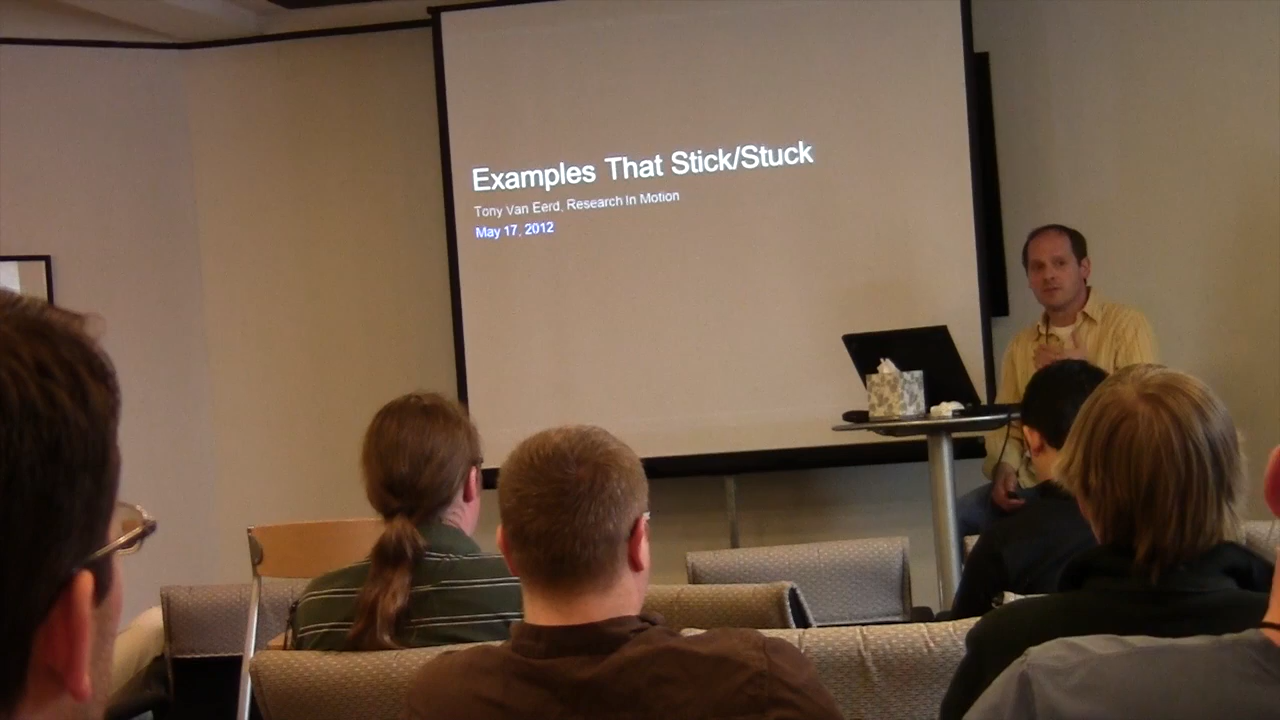 Examples That Stick/Stuck
Tony Van Eerd, Research In Motion
May 17, 2012